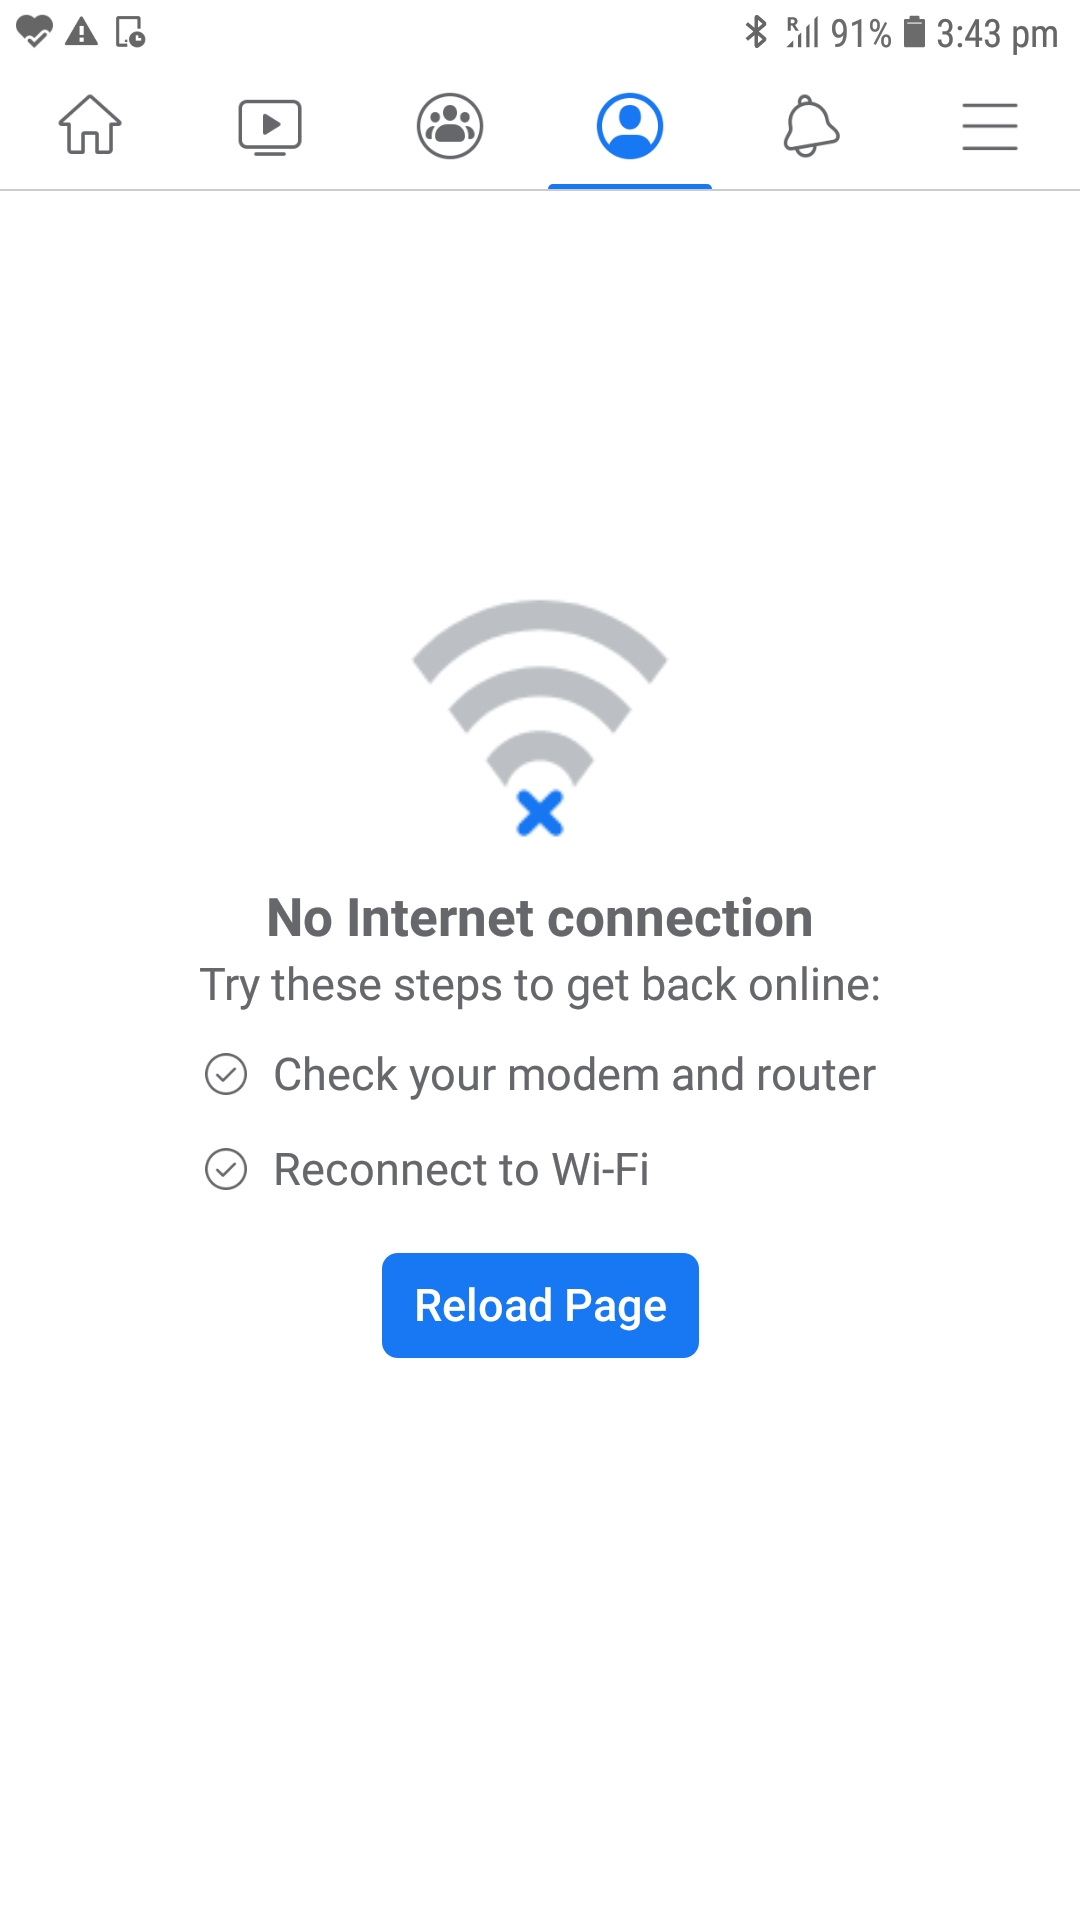 R 91% 3:43 pm
No Internet connection
Try these steps to get back online:
Check your modem and router
Reconnect to Wi-Fi
Reload Page